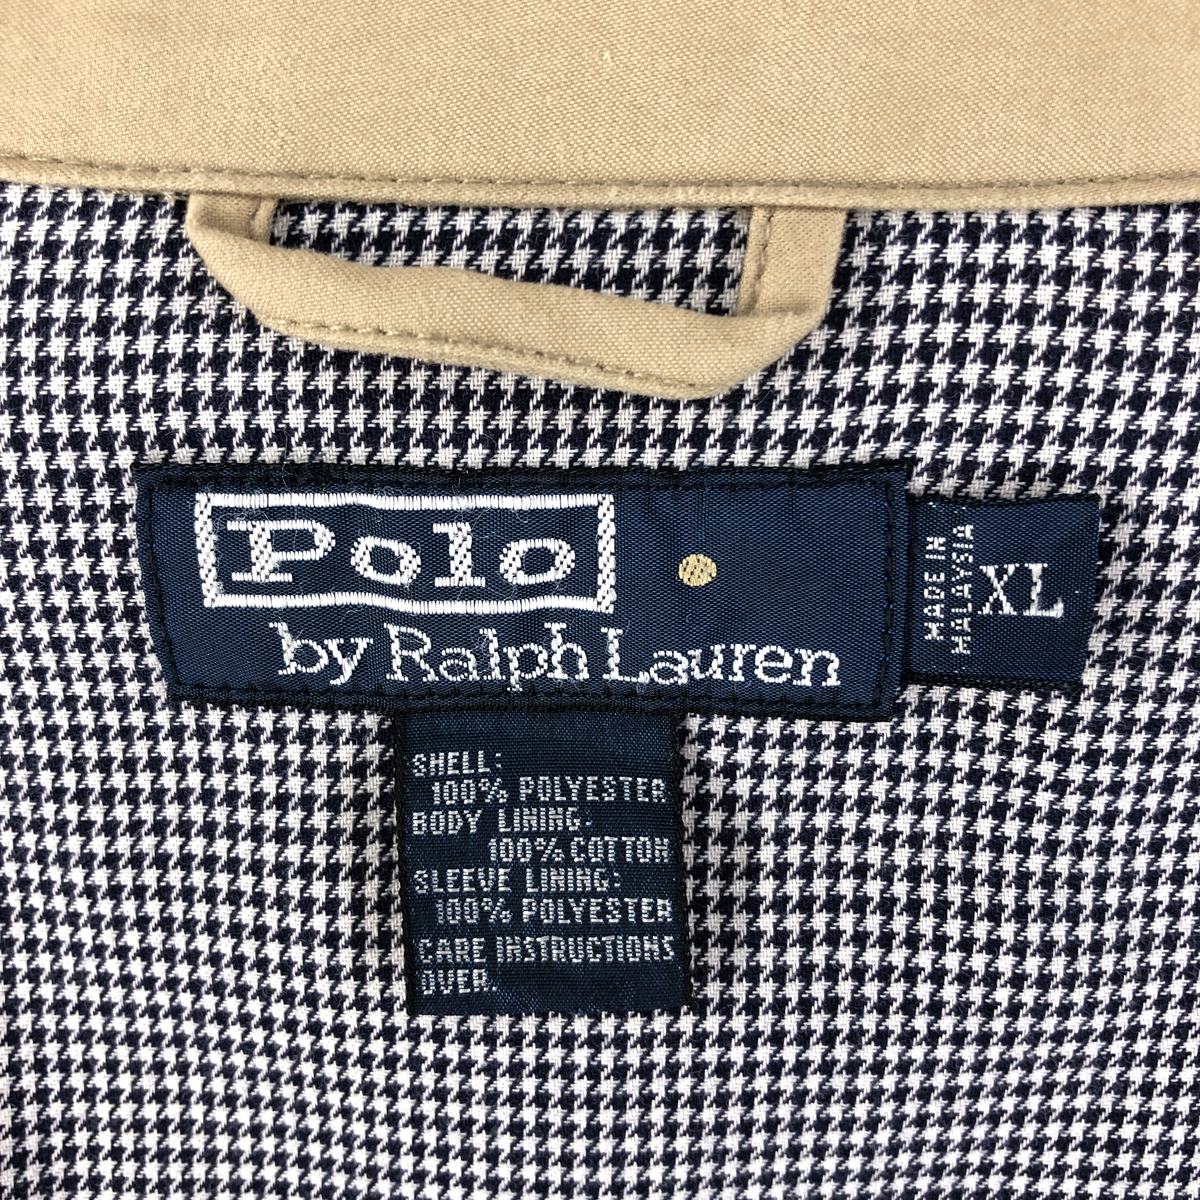 Polo
by Ralph Lauren
MADE IN
MALAYSIA
XL
SHELL:
100% POLYESTER
BODY LINING:
100% COTTON
SLEEVE LINING:
100% POLYESTER
CARE INSTRUCTIONS
OVER.